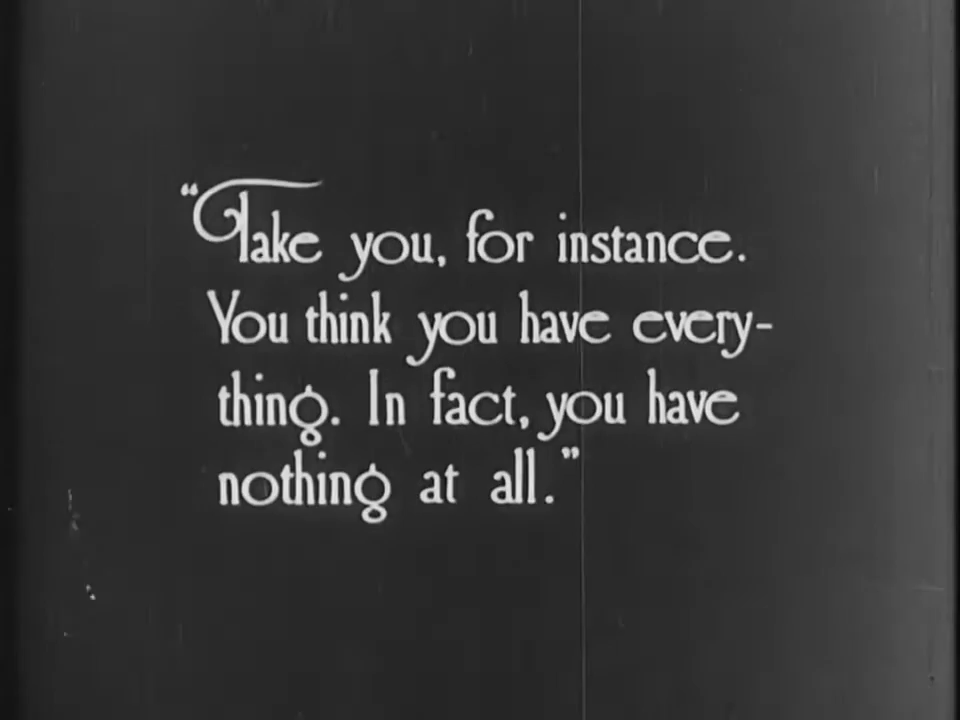 “Take you, for instance.
You think you have every-
thing. In fact, you have
nothing at all.”